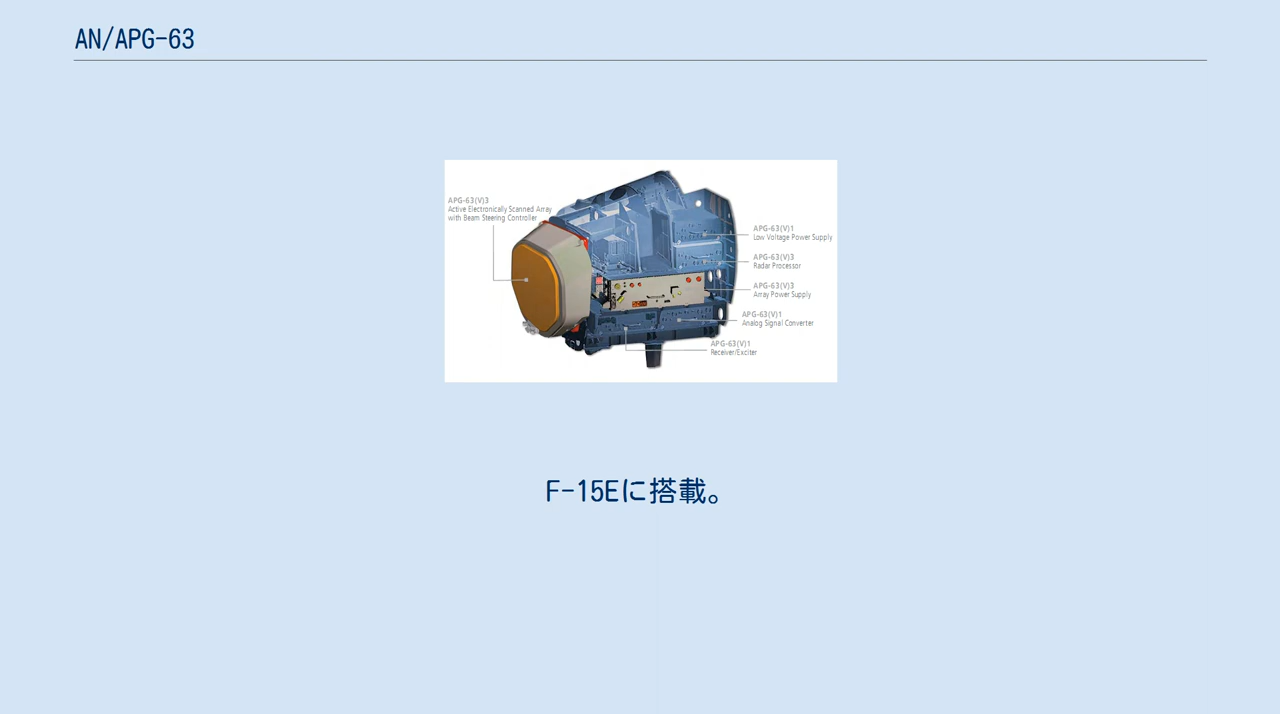 AN/APG-63
APG-63(V)3
Active Electronically Scanned Array
with Beam Steering Controller
APG-63(V)1
Low Voltage Power Supply
APG-63(V)3
Radar Processor
APG-63(V)3
Array Power Supply
APG-63(V)1
Analog Signal Converter
APG-63(V)1
Receiver/Exciter
F-15Eに搭載。